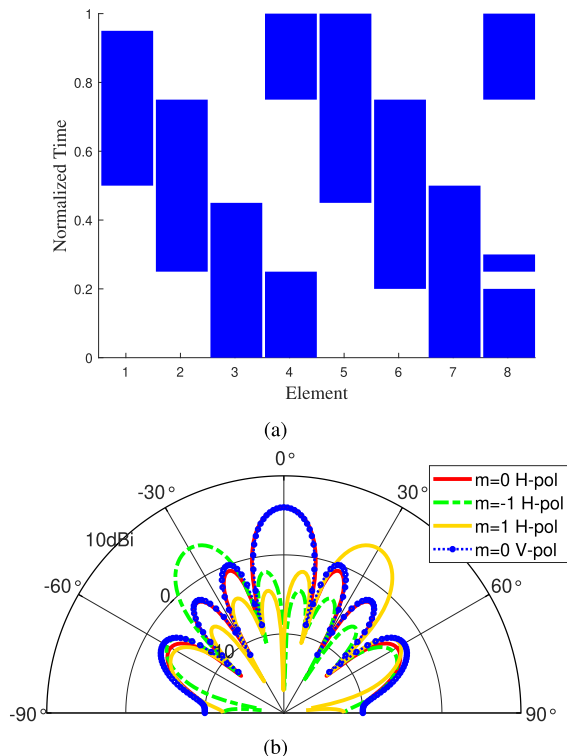 1
0.8
0.6
0.4
0.2
0
Normalized Time
1 2 3 4 5 6 7 8
Element
(a)
0°
-30° 30°
-60° 60°
-90° 90°
10dBi
0
-10
m=0 H-pol
m=-1 H-pol
m=1 H-pol
m=0 V-pol
(b)